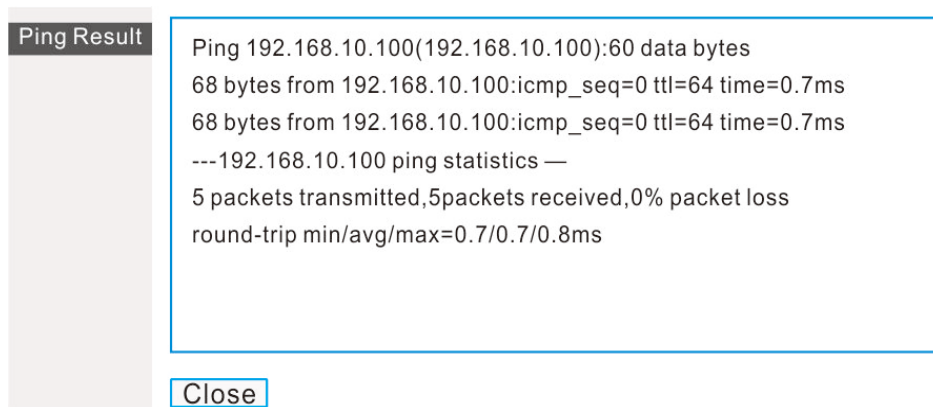 Ping Result
Ping 192.168.10.100(192.168.10.100):60 data bytes
68 bytes from 192.168.10.100:icmp_seq=0 ttl=64 time=0.7ms
68 bytes from 192.168.10.100:icmp_seq=0 ttl=64 time=0.7ms
---192.168.10.100 ping statistics —
5 packets transmitted,5packets received,0% packet loss
round-trip min/avg/max=0.7/0.7/0.8ms
Close